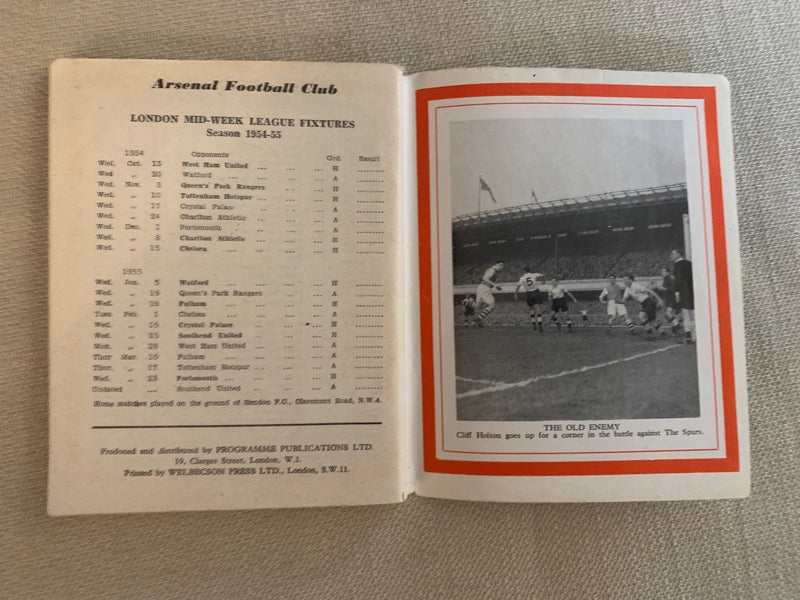 Arsenal Football Club
LONDON MID-WEEK LEAGUE FIXTURES
Season 1954-55
1954 Opponents Grd. Result
Wed. Oct. 13 West Ham United ... ... ... H .........
Wed „ 20 Watford ... ... ... A .........
Wed. Nov. 3 Queen's Park Rangers ... ... H .........
Wed. „ 10 Tottenham Hotspur ... ... ... H .........
Wed. „ 17 Crystal Palace ... ... ... A .........
Wed. „ 24 Charlton Athletic ... ... ... A .........
Wed. Dec. 1 Portsmouth ... ... ... A .........
Wed. „ 8 Charlton Athletic ... ... ... H .........
Wed. „ 15 Chelsea ... ... ... H .........
1955
Wed. Jan. 5 Watford ... ... ... H .........
Wed. „ 19 Queen's Park Rangers ... ... A .........
Wed. „ 26 Fulham ... ... ... H .........
Tues. Feb. 1 Chelsea ... ... ... A .........
Wed. „ 16 Crystal Palace ... ... H .........
Wed. „ 23 Southend United ... ... ... H .........
Mon. „ 28 West Ham United ... ... ... A .........
Thur Mar. 10 Fulham ... ... ... A .........
Thur. „ 17 Tottenham Hotspur ... ... ... A .........
Wed. „ 23 Portsmouth ... ... ... H .........
Undated ... Southend United ... ... ... A .........
Home matches played on the ground of Hendon F.C., Claremont Road, N.W.4.
Produced and distributed by PROGRAMME PUBLICATIONS LTD.
19, Clarges Street, London, W.1.
Printed by WELBECSON PRESS LTD., London, S.W.11.
5
THE OLD ENEMY
Cliff Holton goes up for a corner in the battle against The Spurs.